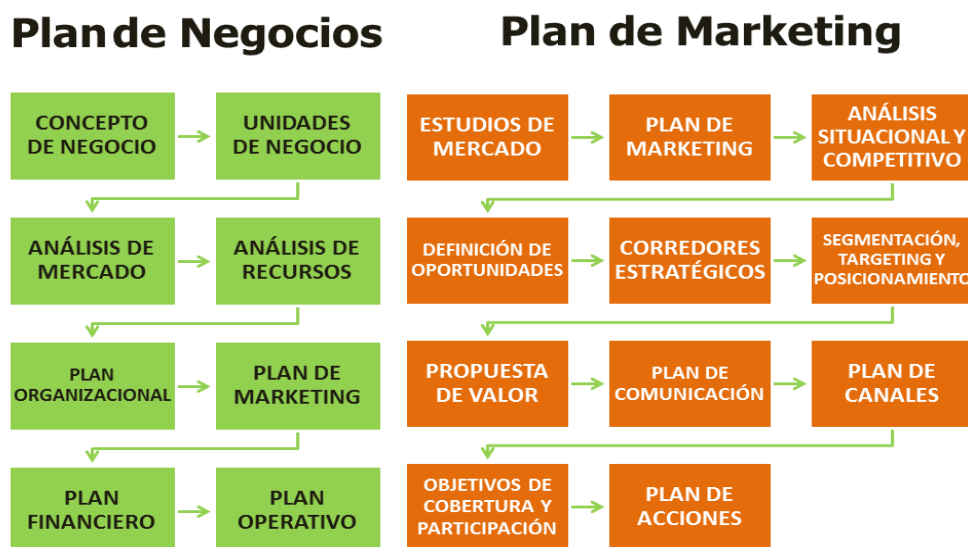 Plan de Negocios
CONCEPTO
DE NEGOCIO
UNIDADES
DE NEGOCIO
ANÁLISIS DE
MERCADO
ANÁLISIS DE
RECURSOS
PLAN
ORGANIZACIONAL
PLAN DE
MARKETING
PLAN
FINANCIERO
PLAN
OPERATIVO
Plan de Marketing
ESTUDIOS DE
MERCADO
PLAN DE
MARKETING
ANÁLISIS
SITUACIONAL Y
COMPETITIVO
DEFINICIÓN DE
OPORTUNIDADES
CORREDORES
ESTRATÉGICOS
SEGMENTACIÓN,
TARGETING Y
POSICIONAMIENTO
PROPUESTA
DE VALOR
PLAN DE
COMUNICACIÓN
PLAN DE
CANALES
OBJETIVOS DE
COBERTURA Y
PARTICIPACIÓN
PLAN DE
ACCIONES